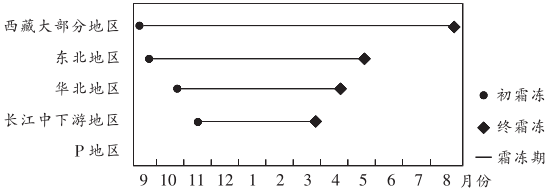 西藏大部分地区
东北地区
华北地区
长江中下游地区
P地区
9 10 11 12 1 2 3 4 5 6 7 8 月份
初霜冻
终霜冻
霜冻期